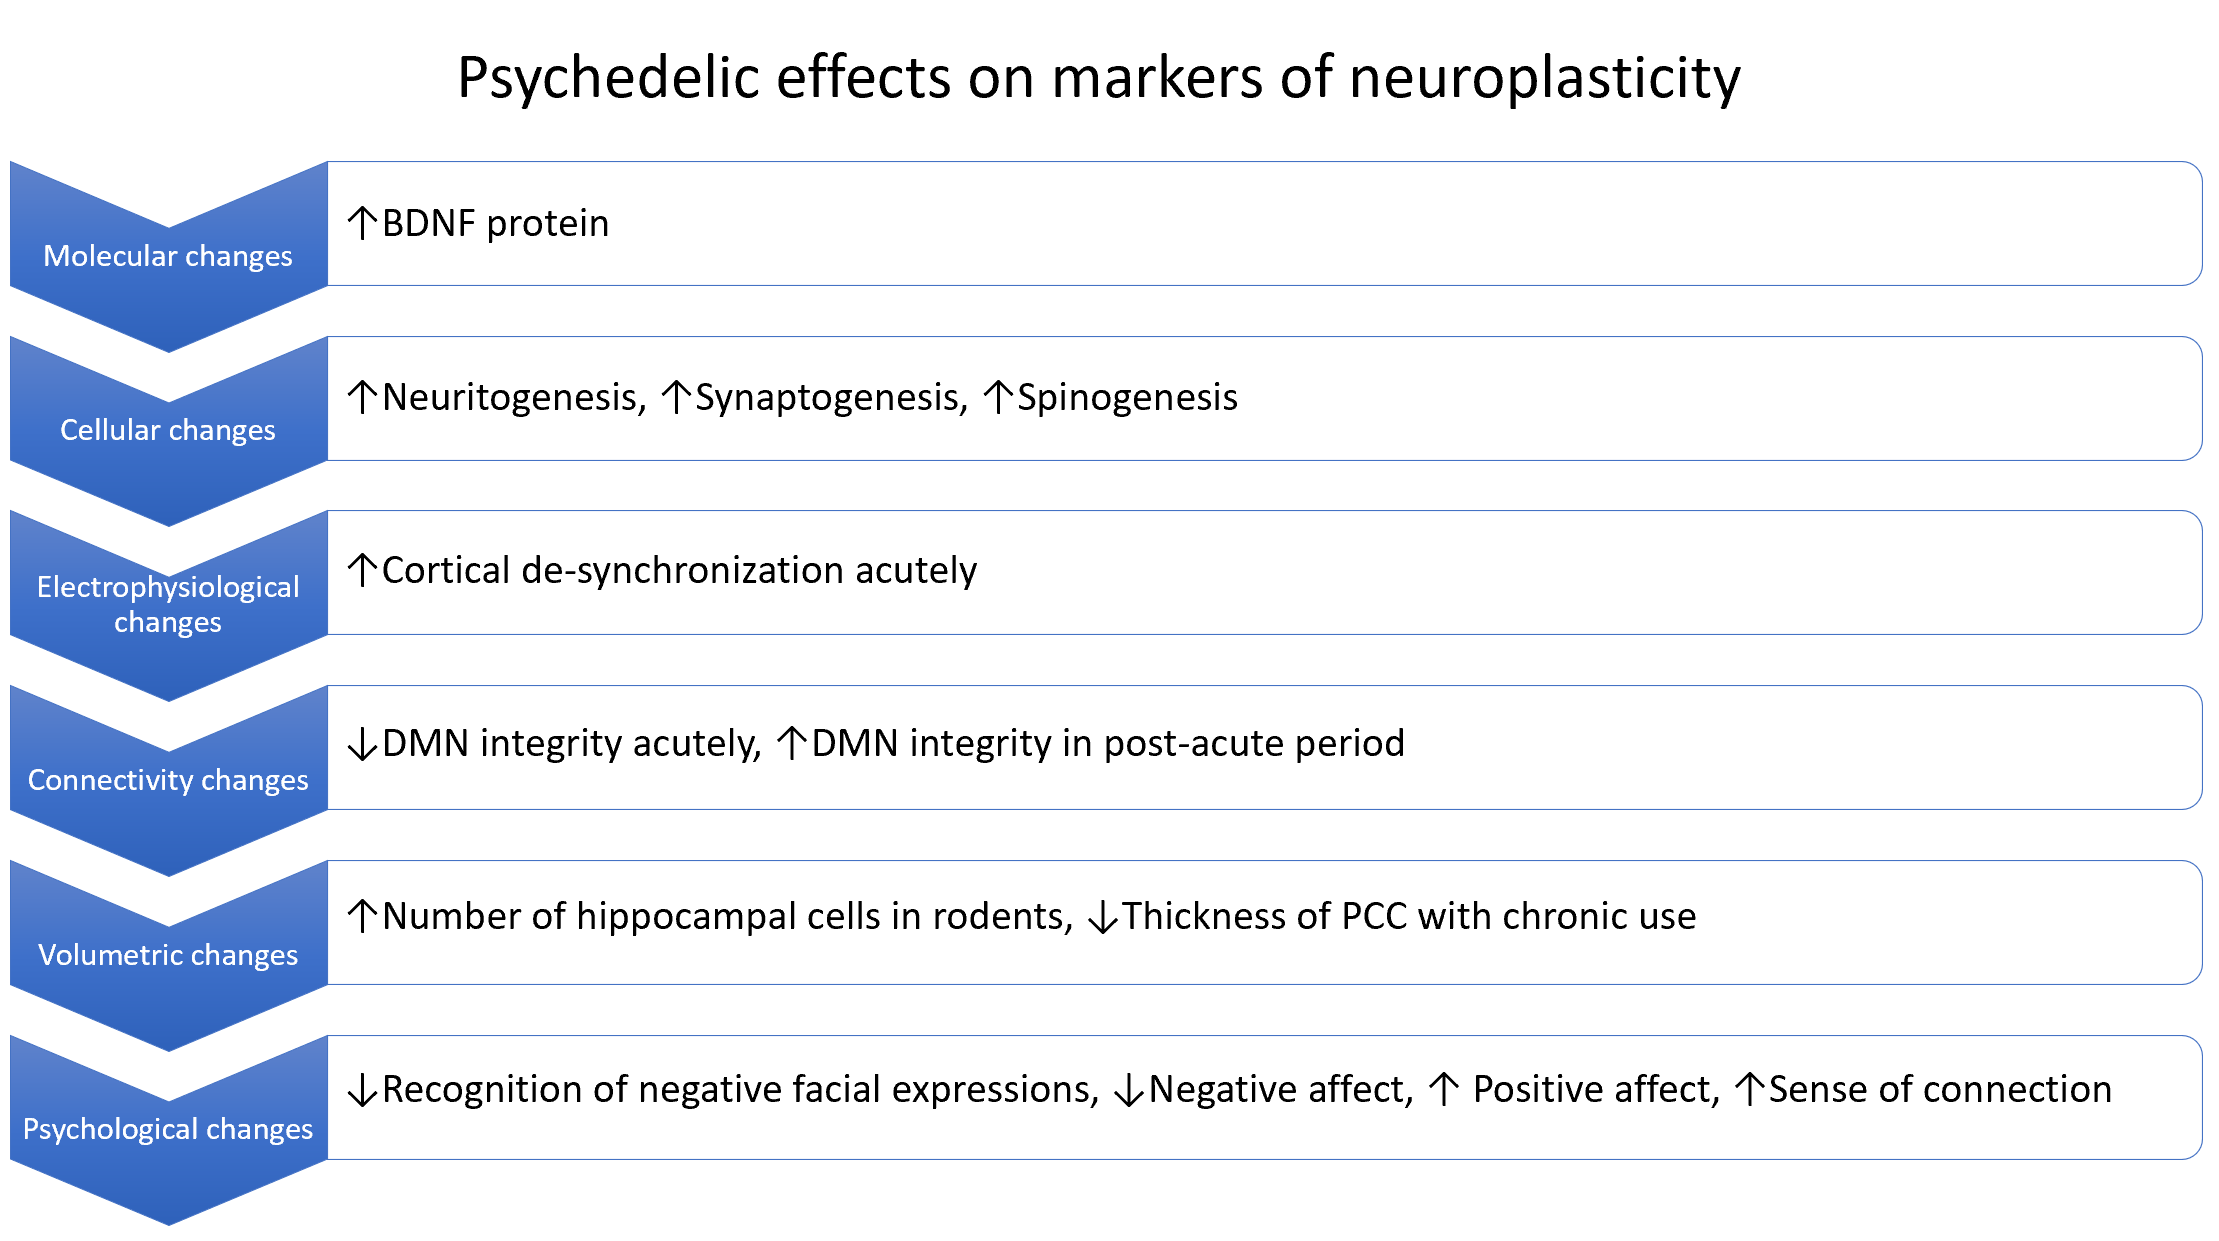 Psychedelic effects on markers of neuroplasticity
Molecular changes
↑BDNF protein
Cellular changes
↑Neuritogenesis, ↑Synaptogenesis, ↑Spinogenesis
Electrophysiological
changes
↑Cortical de-synchronization acutely
Connectivity changes
↓DMN integrity acutely, ↑DMN integrity in post-acute period
Volumetric changes
↑Number of hippocampal cells in rodents, ↓Thickness of PCC with chronic use
Psychological changes
↓Recognition of negative facial expressions, ↓Negative affect, ↑ Positive affect, ↑Sense of connection